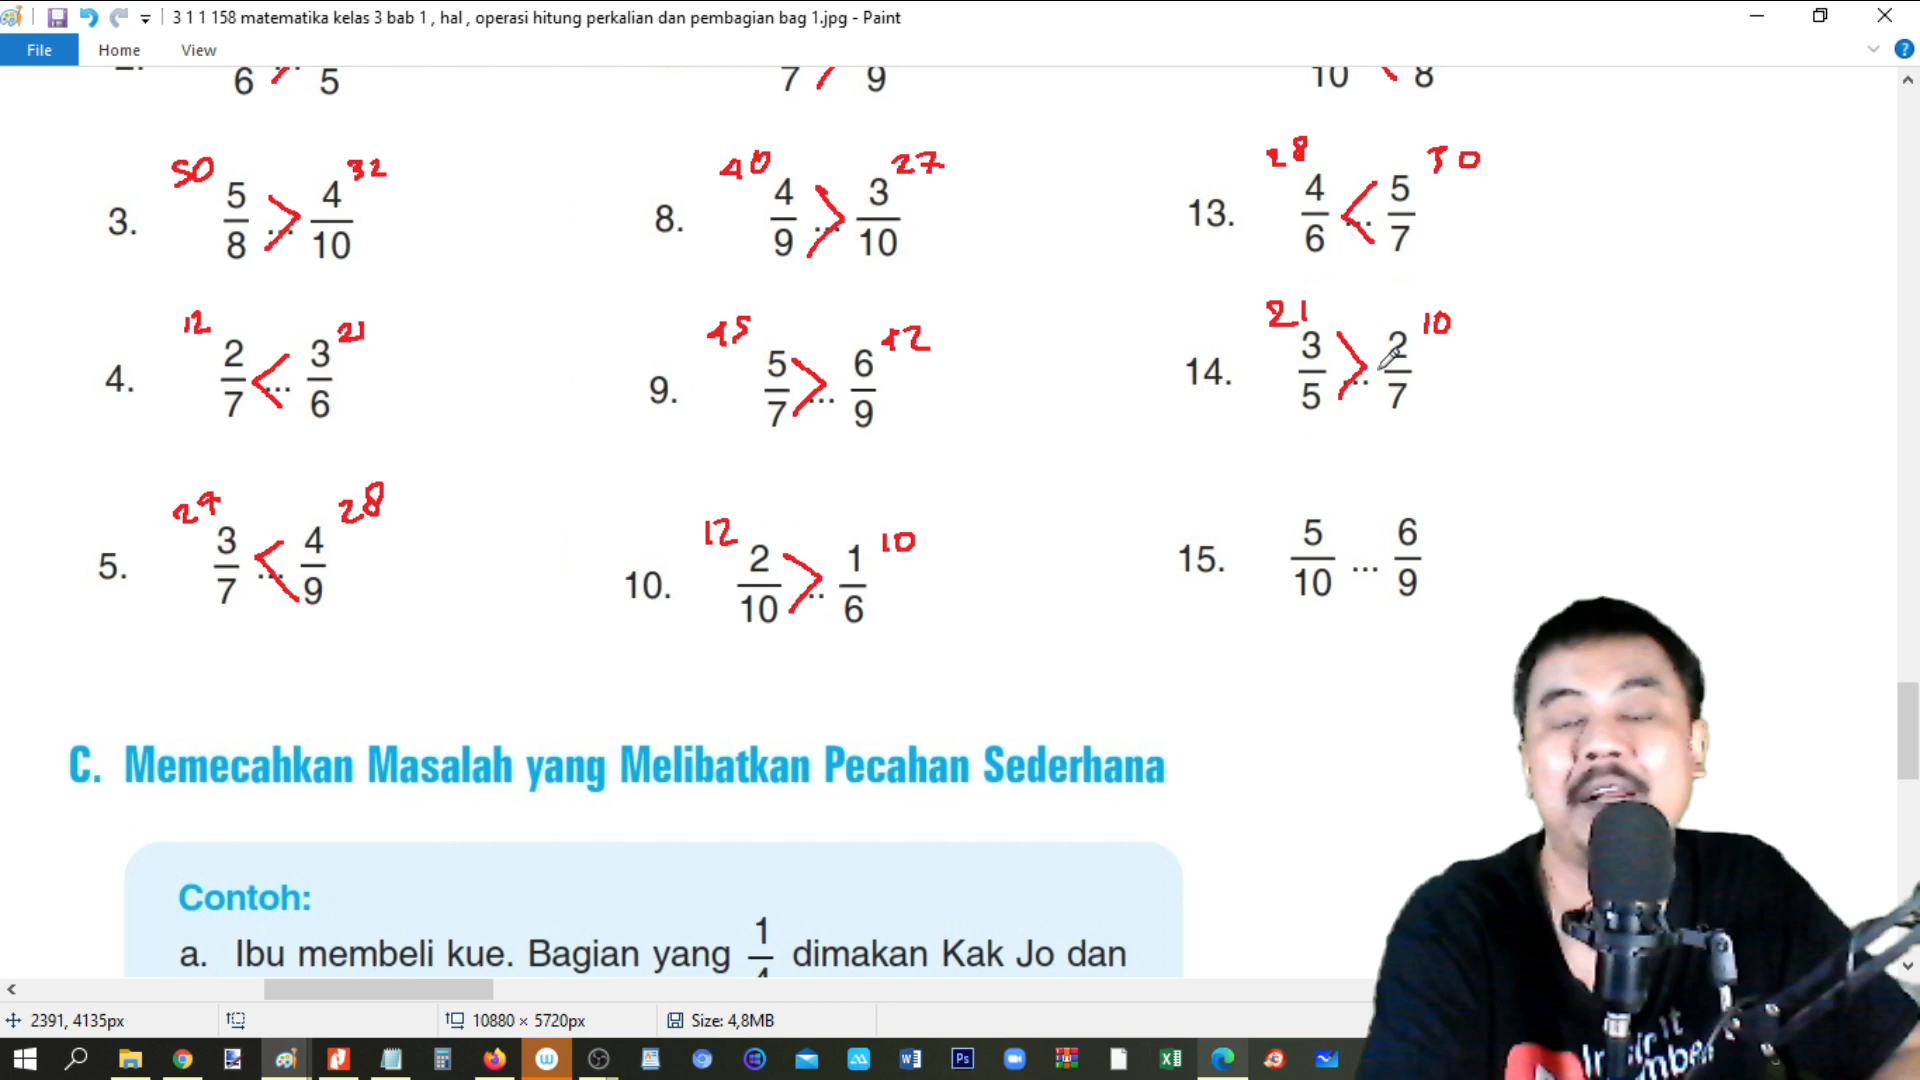 3 1 1 158 matematika kelas 3 bab 1 , hal , operasi hitung perkalian dan pembagian bag 1.jpg - Paint
File Home View
6 5 7 9 10 8
50 32 40 27 28 30
3. 5/8 > 4/10 8. 4/9 > 3/10 13. 4/6 < 5/7
12 21 45 42 21 10
4. 2/7 < 3/6 9. 5/7 > 6/9 14. 3/5 > 2/7
27 28 12 10
5. 3/7 < 4/9 10. 2/10 > 1/6 15. 5/10 ... 6/9
C. Memecahkan Masalah yang Melibatkan Pecahan Sederhana
Contoh:
a. Ibu membeli kue. Bagian yang 1/4 dimakan Kak Jo dan
2391, 4135px 10880 × 5720px Size: 4,8MB